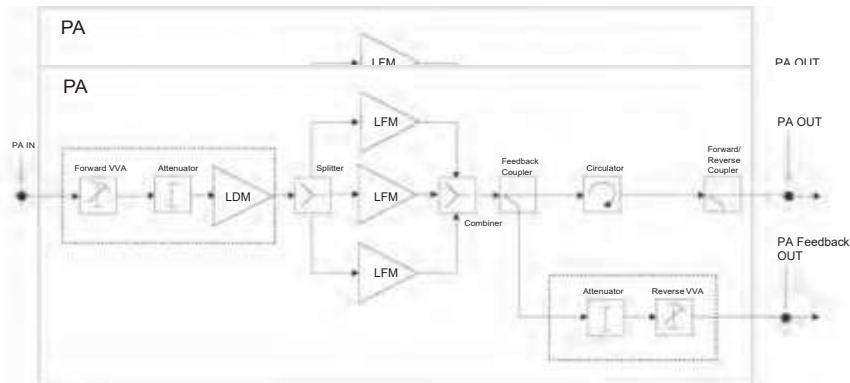 PA
LFM
PA OUT
PA
LFM
PA OUT
PA IN
Forward VVA
Attenuator
LDM
Splitter
LFM
Combiner
Feedback
Coupler
Circulator
Forward/
Reverse
Coupler
LFM
PA Feedback
OUT
Attenuator
Reverse VVA